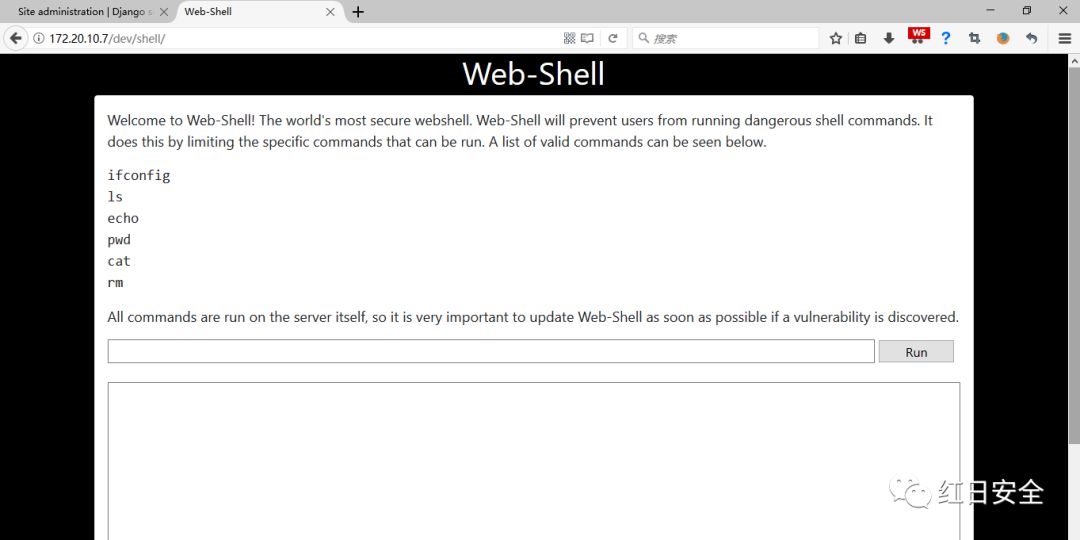 Site administration | Django s
Web-Shell
172.20.10.7/dev/shell/
搜索
W5
Web-Shell
Welcome to Web-Shell! The world's most secure webshell. Web-Shell will prevent users from running dangerous shell commands. It
does this by limiting the specific commands that can be run. A list of valid commands can be seen below.
ifconfig
ls
echo
pwd
cat
rm
All commands are run on the server itself, so it is very important to update Web-Shell as soon as possible if a vulnerability is discovered.
Run
红日安全